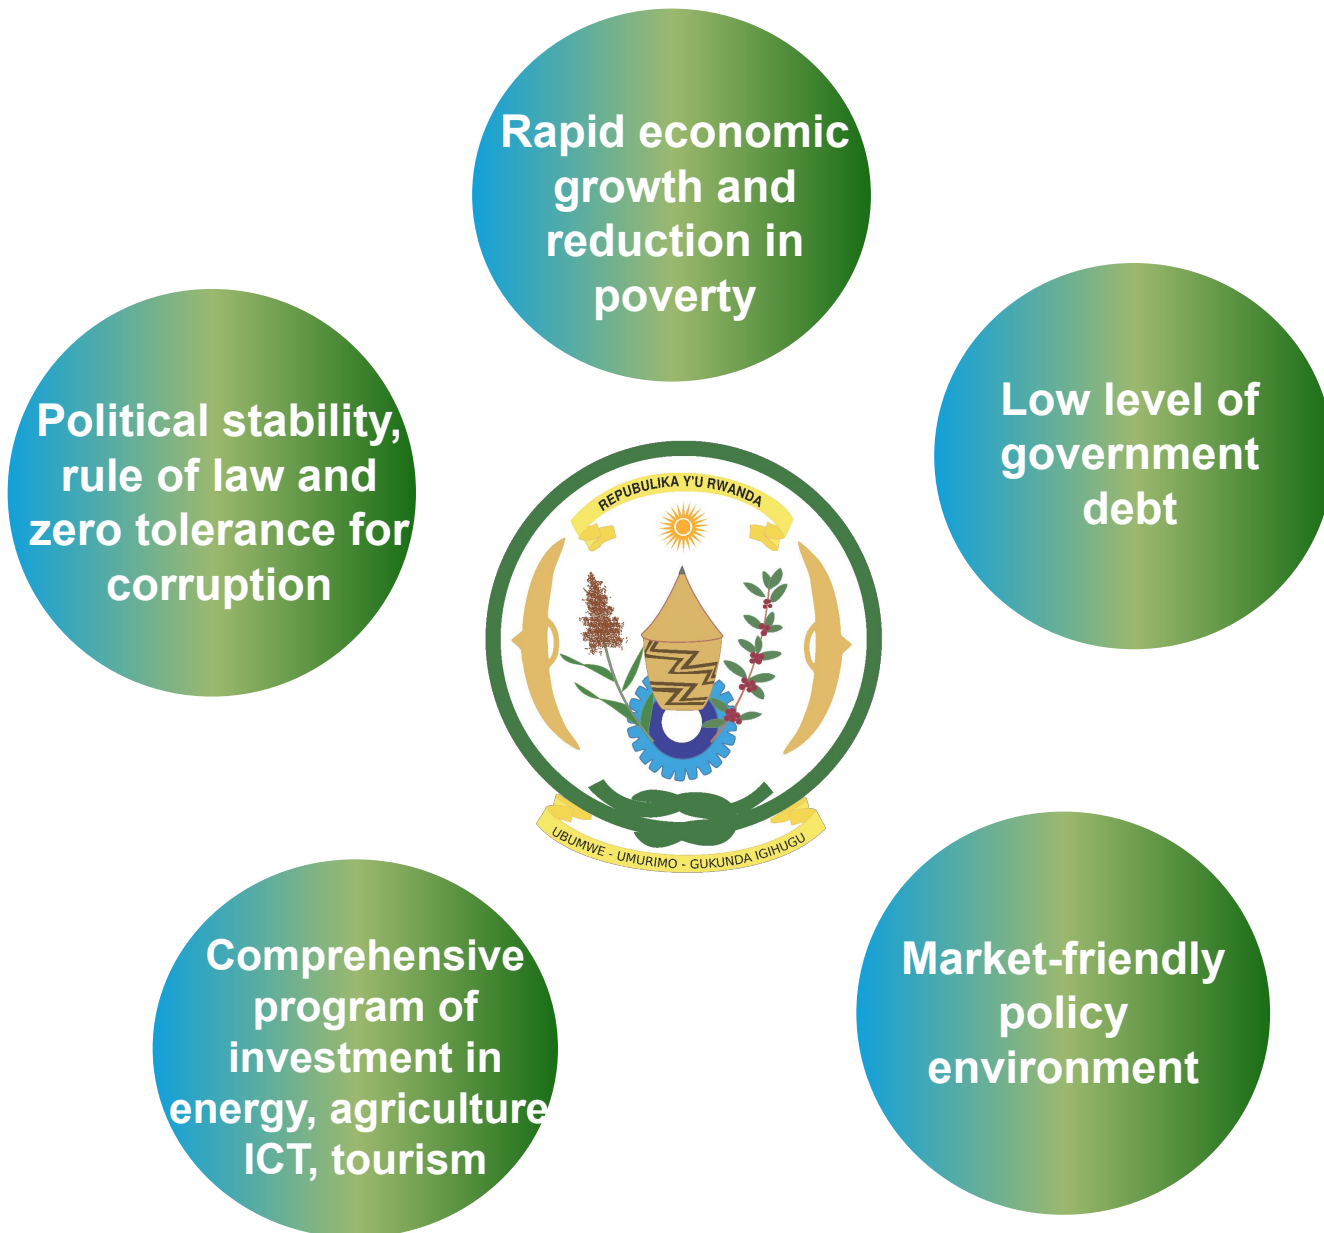 Rapid economic
growth and
reduction in
poverty
Political stability,
rule of law and
zero tolerance for
corruption
Low level of
government
debt
REPUBULIKA Y'U RWANDA
UBUMWE - UMURIMO - GUKUNDA IGIHUGU
Comprehensive
program of
investment in
energy, agriculture
ICT, tourism
Market-friendly
policy
environment